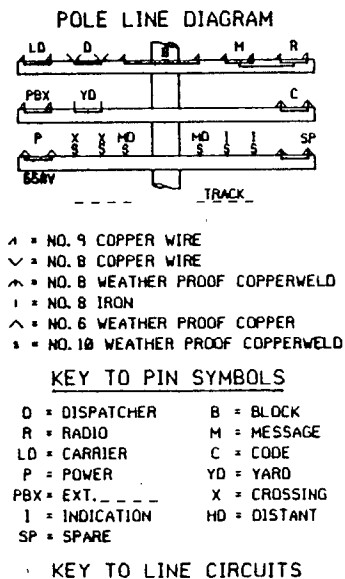 POLE LINE DIAGRAM
LD D B M R
PBX YD C
P X X HD HD I I SP
S S S S S S
550V
TRACK
= NO. 9 COPPER WIRE
= NO. 8 COPPER WIRE
= NO. 8 WEATHER PROOF COPPERWELD
= NO. 8 IRON
= NO. 6 WEATHER PROOF COPPER
s = NO. 10 WEATHER PROOF COPPERWELD
KEY TO PIN SYMBOLS
D = DISPATCHER B = BLOCK
R = RADIO M = MESSAGE
LD = CARRIER C = CODE
P = POWER YD = YARD
PBX = EXT. _ _ _ _ X = CROSSING
I = INDICATION HD = DISTANT
SP = SPARE
KEY TO LINE CIRCUITS